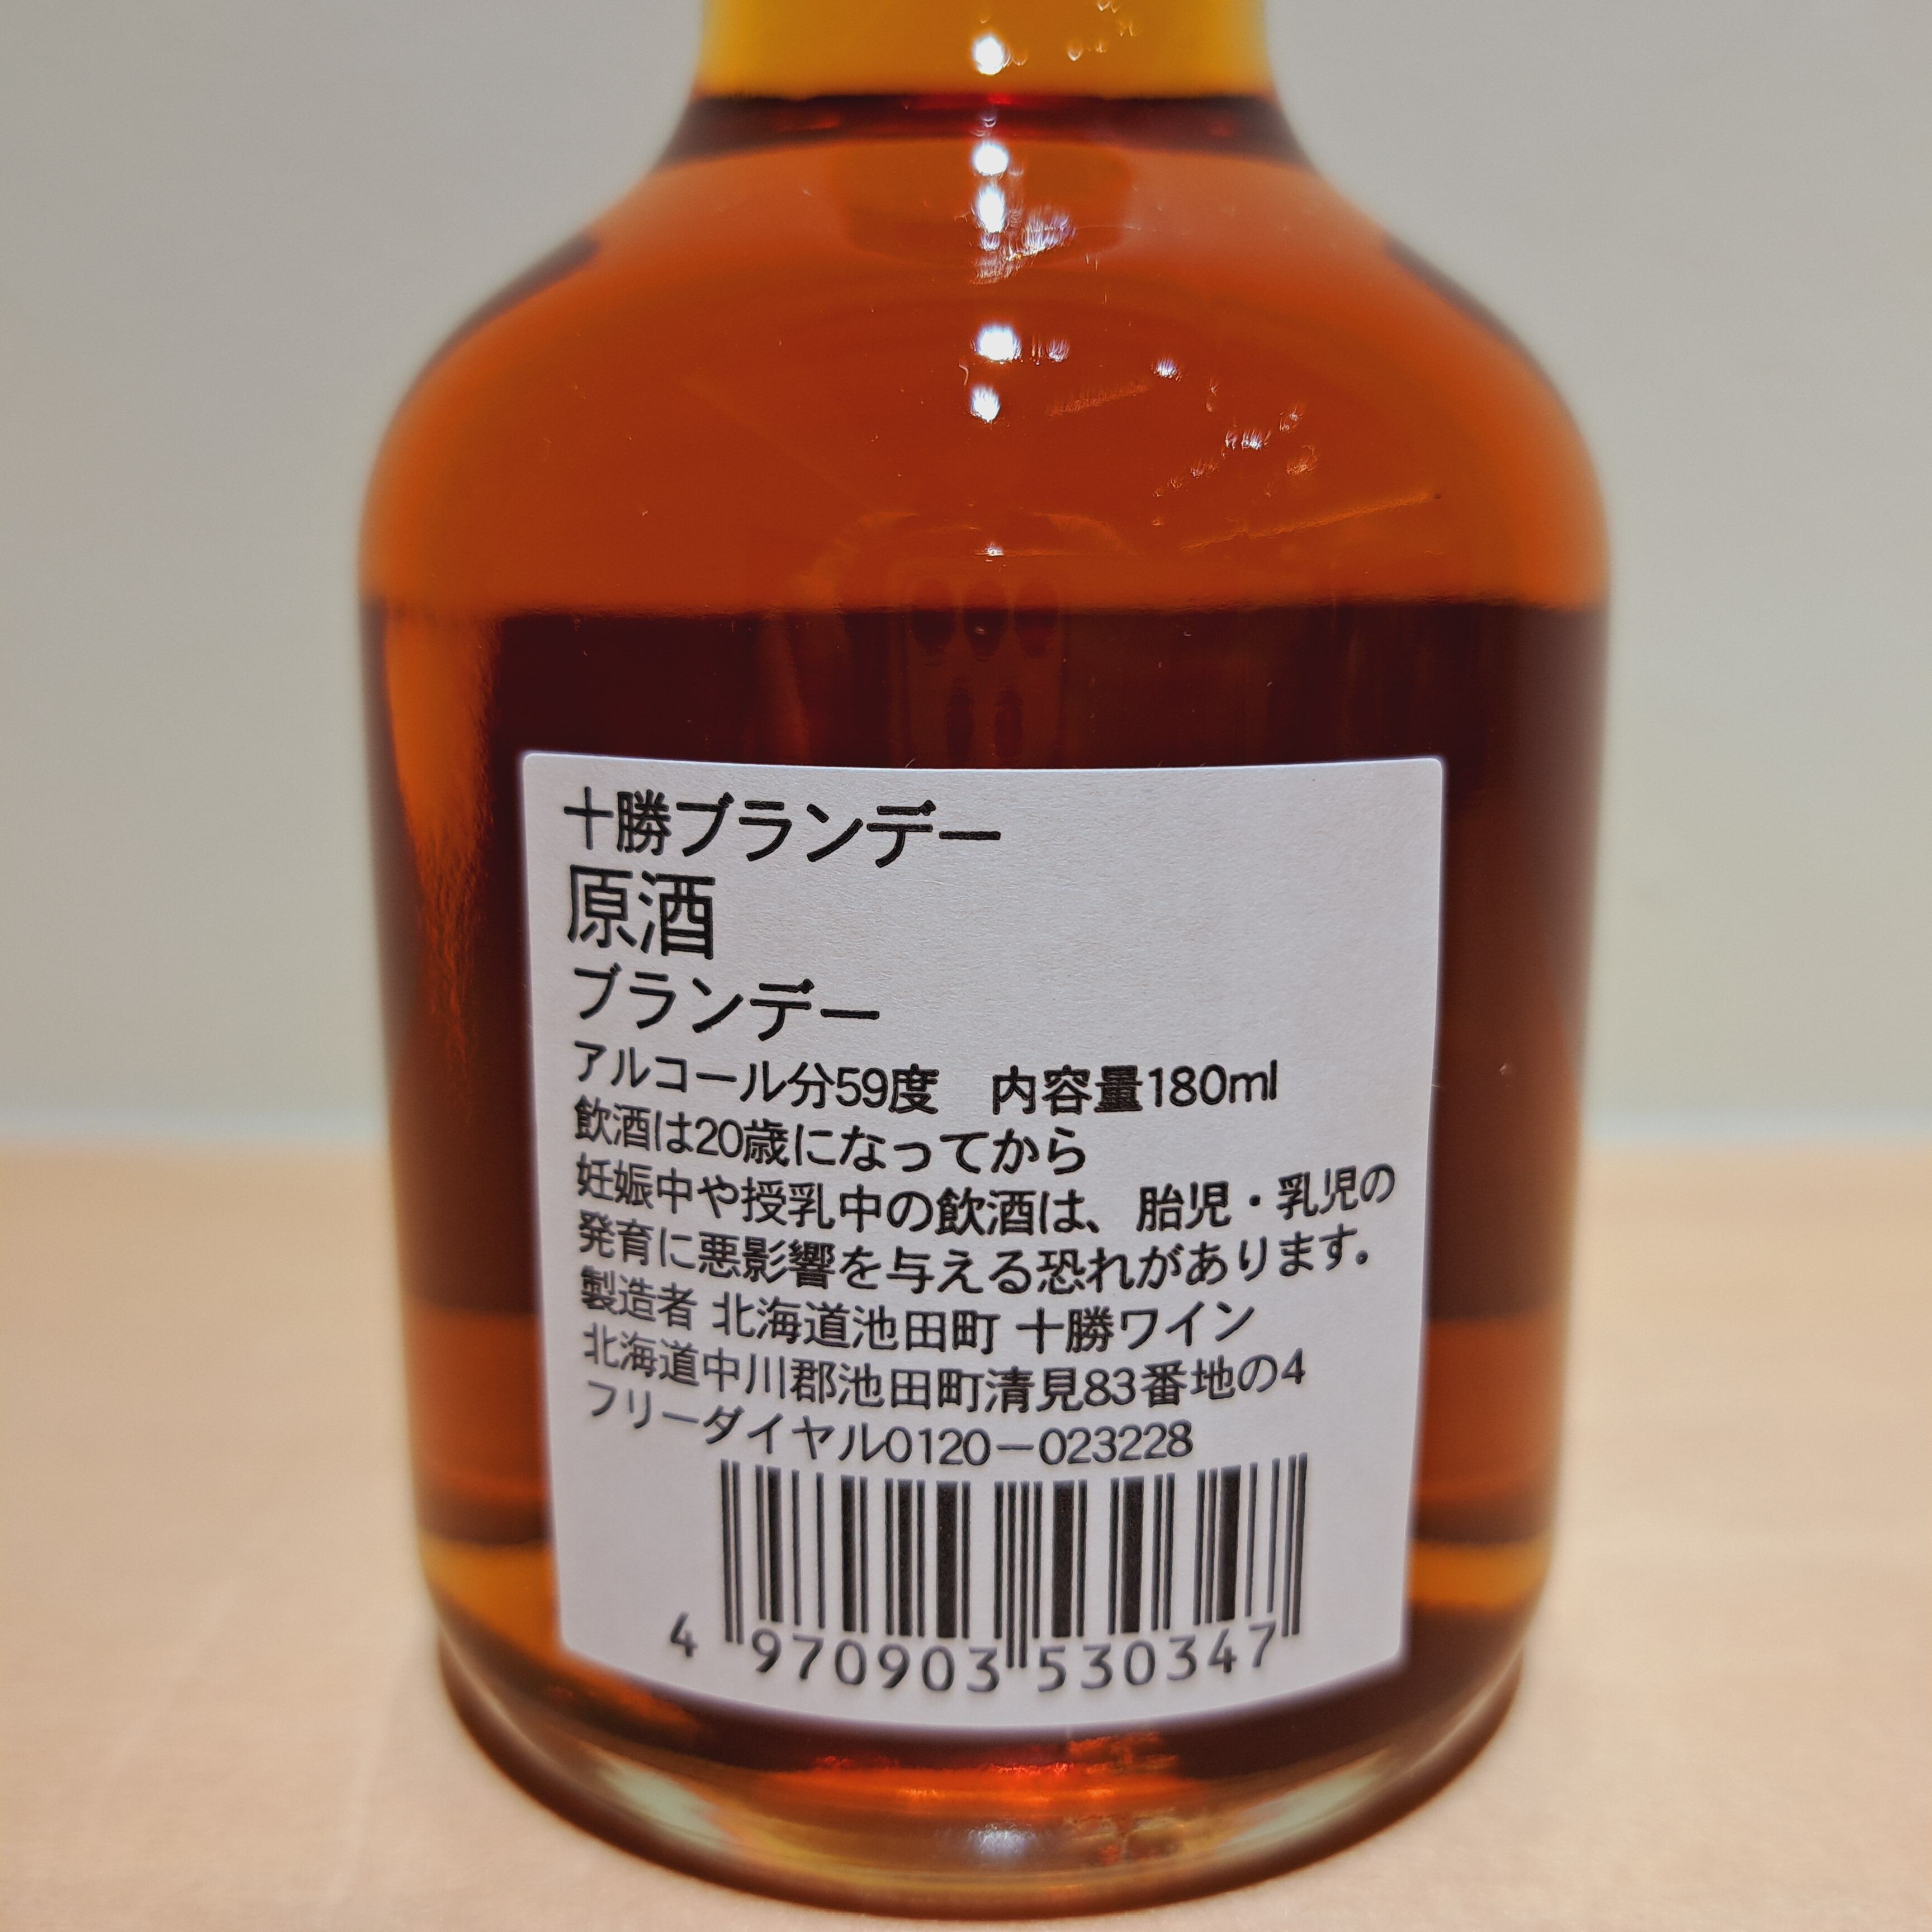 十勝ブランデー
原酒
ブランデー
アルコール分59度　内容量180ml
飲酒は20歳になってから
妊娠中や授乳中の飲酒は、胎児・乳児の
発育に悪影響を与える恐れがあります。
製造者 北海道池田町 十勝ワイン
北海道中川郡池田町清見83番地の4
フリーダイヤル0120－023228
4 970903 530347